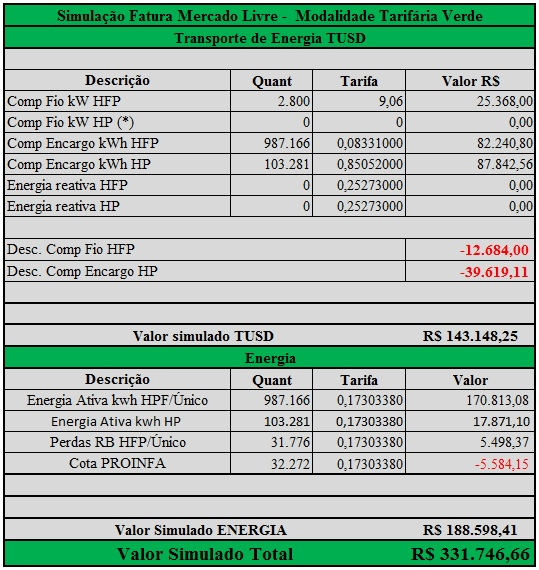 Simulação Fatura Mercado Livre - Modalidade Tarifária Verde
Transporte de Energia TUSD
Descrição Quant Tarifa Valor R$
Comp Fio kW HFP 2.800 9,06 25.368,00
Comp Fio kW HP (*) 0 0 0,00
Comp Encargo kWh HFP 987.166 0,08331000 82.240,80
Comp Encargo kWh HP 103.281 0,85052000 87.842,56
Energia reativa HFP 0 0,25273000 0,00
Energia reativa HP 0 0,25273000 0,00
Desc. Comp Fio HFP -12.684,00
Desc. Comp Encargo HP -39.619,11
Valor simulado TUSD R$ 143.148,25
Energia
Descrição Quant Tarifa Valor
Energia Ativa kwh HPF/Único 987.166 0,17303380 170.813,08
Energia Ativa kwh HP 103.281 0,17303380 17.871,10
Perdas RB HFP/Único 31.776 0,17303380 5.498,37
Cota PROINFA 32.272 0,17303380 -5.584,15
Valor Simulado ENERGIA R$ 188.598,41
Valor Simulado Total R$ 331.746,66